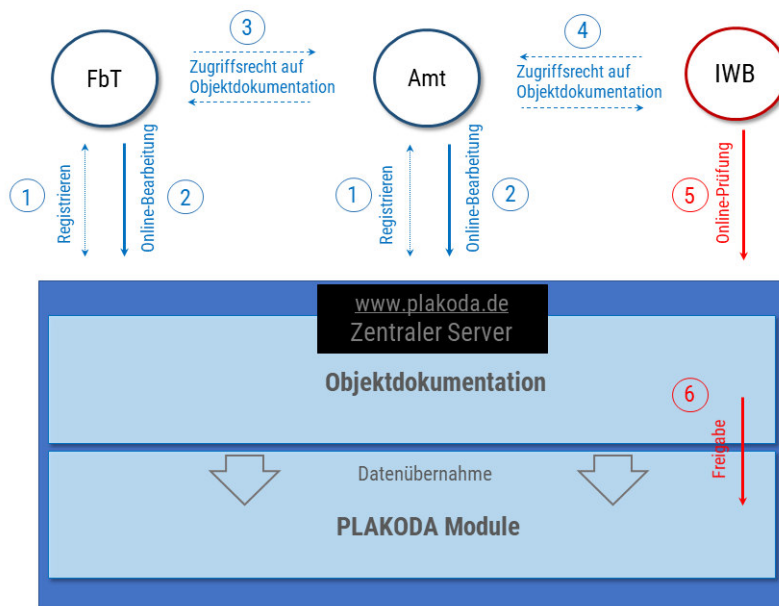 3
4
FbT
Zugriffsrecht auf
Objektdokumentation
Amt
Zugriffsrecht auf
Objektdokumentation
IWB
1
Registrieren
2
Online-Bearbeitung
1
Registrieren
2
Online-Bearbeitung
5
Online-Prüfung
www.plakoda.de
Zentraler Server
Objektdokumentation
6
Freigabe
Datenübernahme
PLAKODA Module